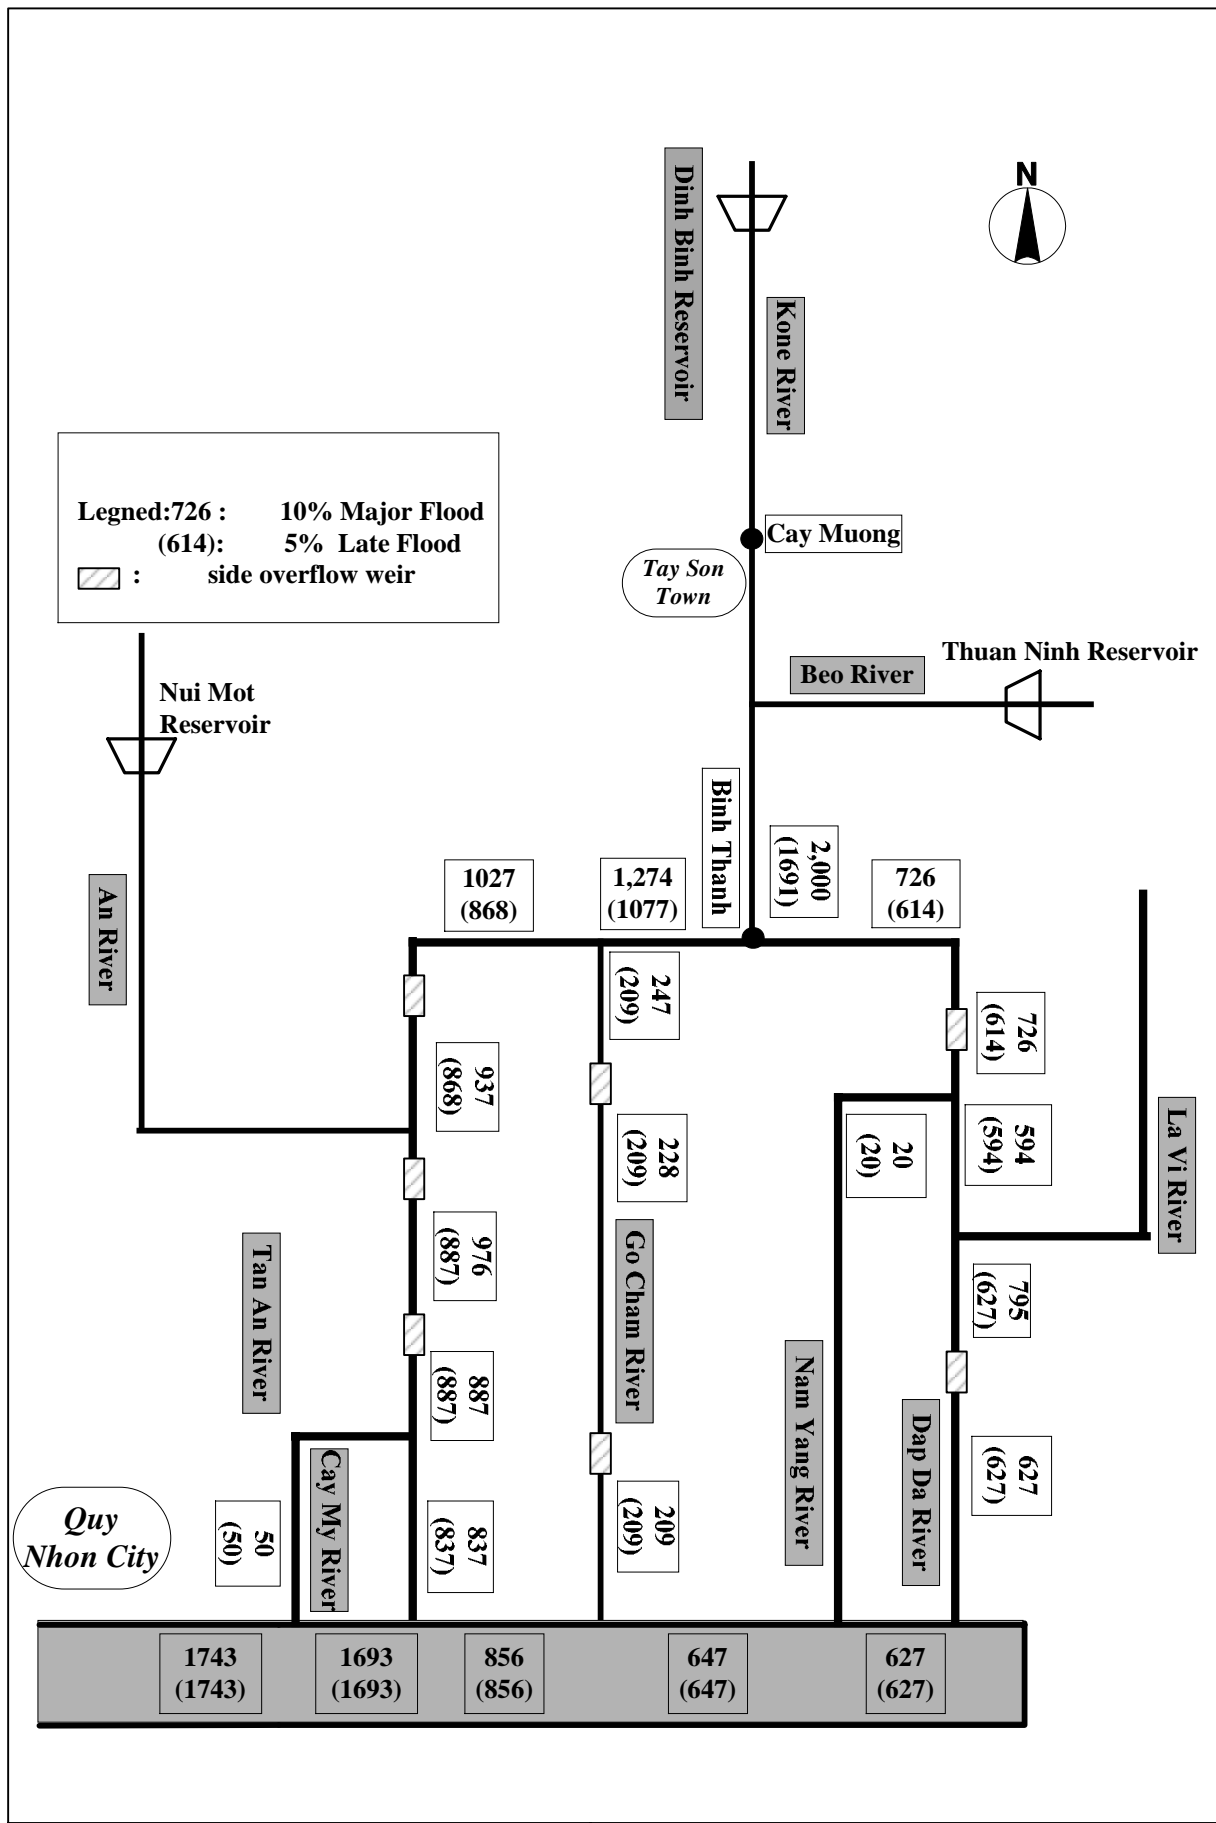 N
Dinh Binh Reservoir
Kone River
Legned:726 : 10% Major Flood
(614): 5% Late Flood
: side overflow weir
Cay Muong
Tay Son
Town
Thuan Ninh Reservoir
Beo River
Nui Mot
Reservoir
Binh Thanh
2,000
(1691)
1027
(868)
1,274
(1077)
726
(614)
An River
247
(209)
726
(614)
937
(868)
228
(209)
20
(20)
594
(594)
La Vi River
976
(887)
Tan An River
Go Cham River
795
(627)
887
(887)
Nam Yang River
Dap Da River
627
(627)
Cay My River
Quy
Nhon City
50
(50)
837
(837)
209
(209)
1743
(1743)
1693
(1693)
856
(856)
647
(647)
627
(627)